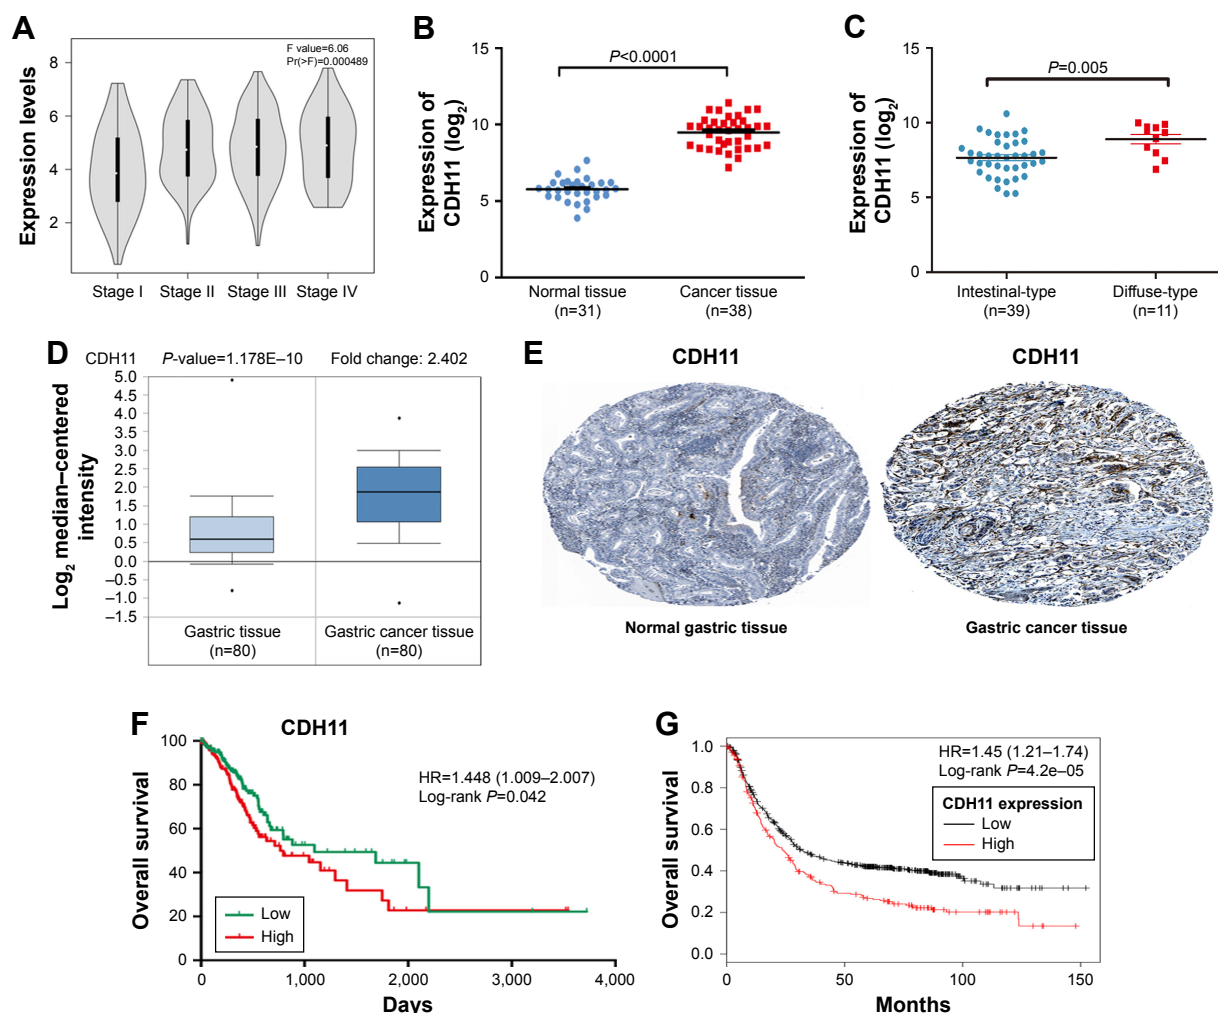 A
F value=6.06
Pr(>F)=0.000489
Expression levels
8
6
4
2
Stage I Stage II Stage III Stage IV
B
P<0.0001
Expression of
CDH11 (log2)
15
10
5
0
Normal tissue
(n=31)
Cancer tissue
(n=38)
C
P=0.005
Expression of
CDH11 (log2)
15
10
5
0
Intestinal-type
(n=39)
Diffuse-type
(n=11)
D
CDH11 P-value=1.178E–10 Fold change: 2.402
Log2 median–centered
intensity
5.0
4.5
4.0
3.5
3.0
2.5
2.0
1.5
1.0
0.5
0.0
–0.5
–1.0
–1.5
Gastric tissue
(n=80)
Gastric cancer tissue
(n=80)
E
CDH11
CDH11
Normal gastric tissue
Gastric cancer tissue
F
CDH11
HR=1.448 (1.009–2.007)
Log-rank P=0.042
Overall survival
100
80
60
40
20
0
Low
High
0 1,000 2,000 3,000 4,000
Days
G
HR=1.45 (1.21–1.74)
Log-rank P=4.2e–05
CDH11 expression
Low
High
Overall survival
1.0
0.8
0.6
0.4
0.2
0.0
0 50 100 150
Months